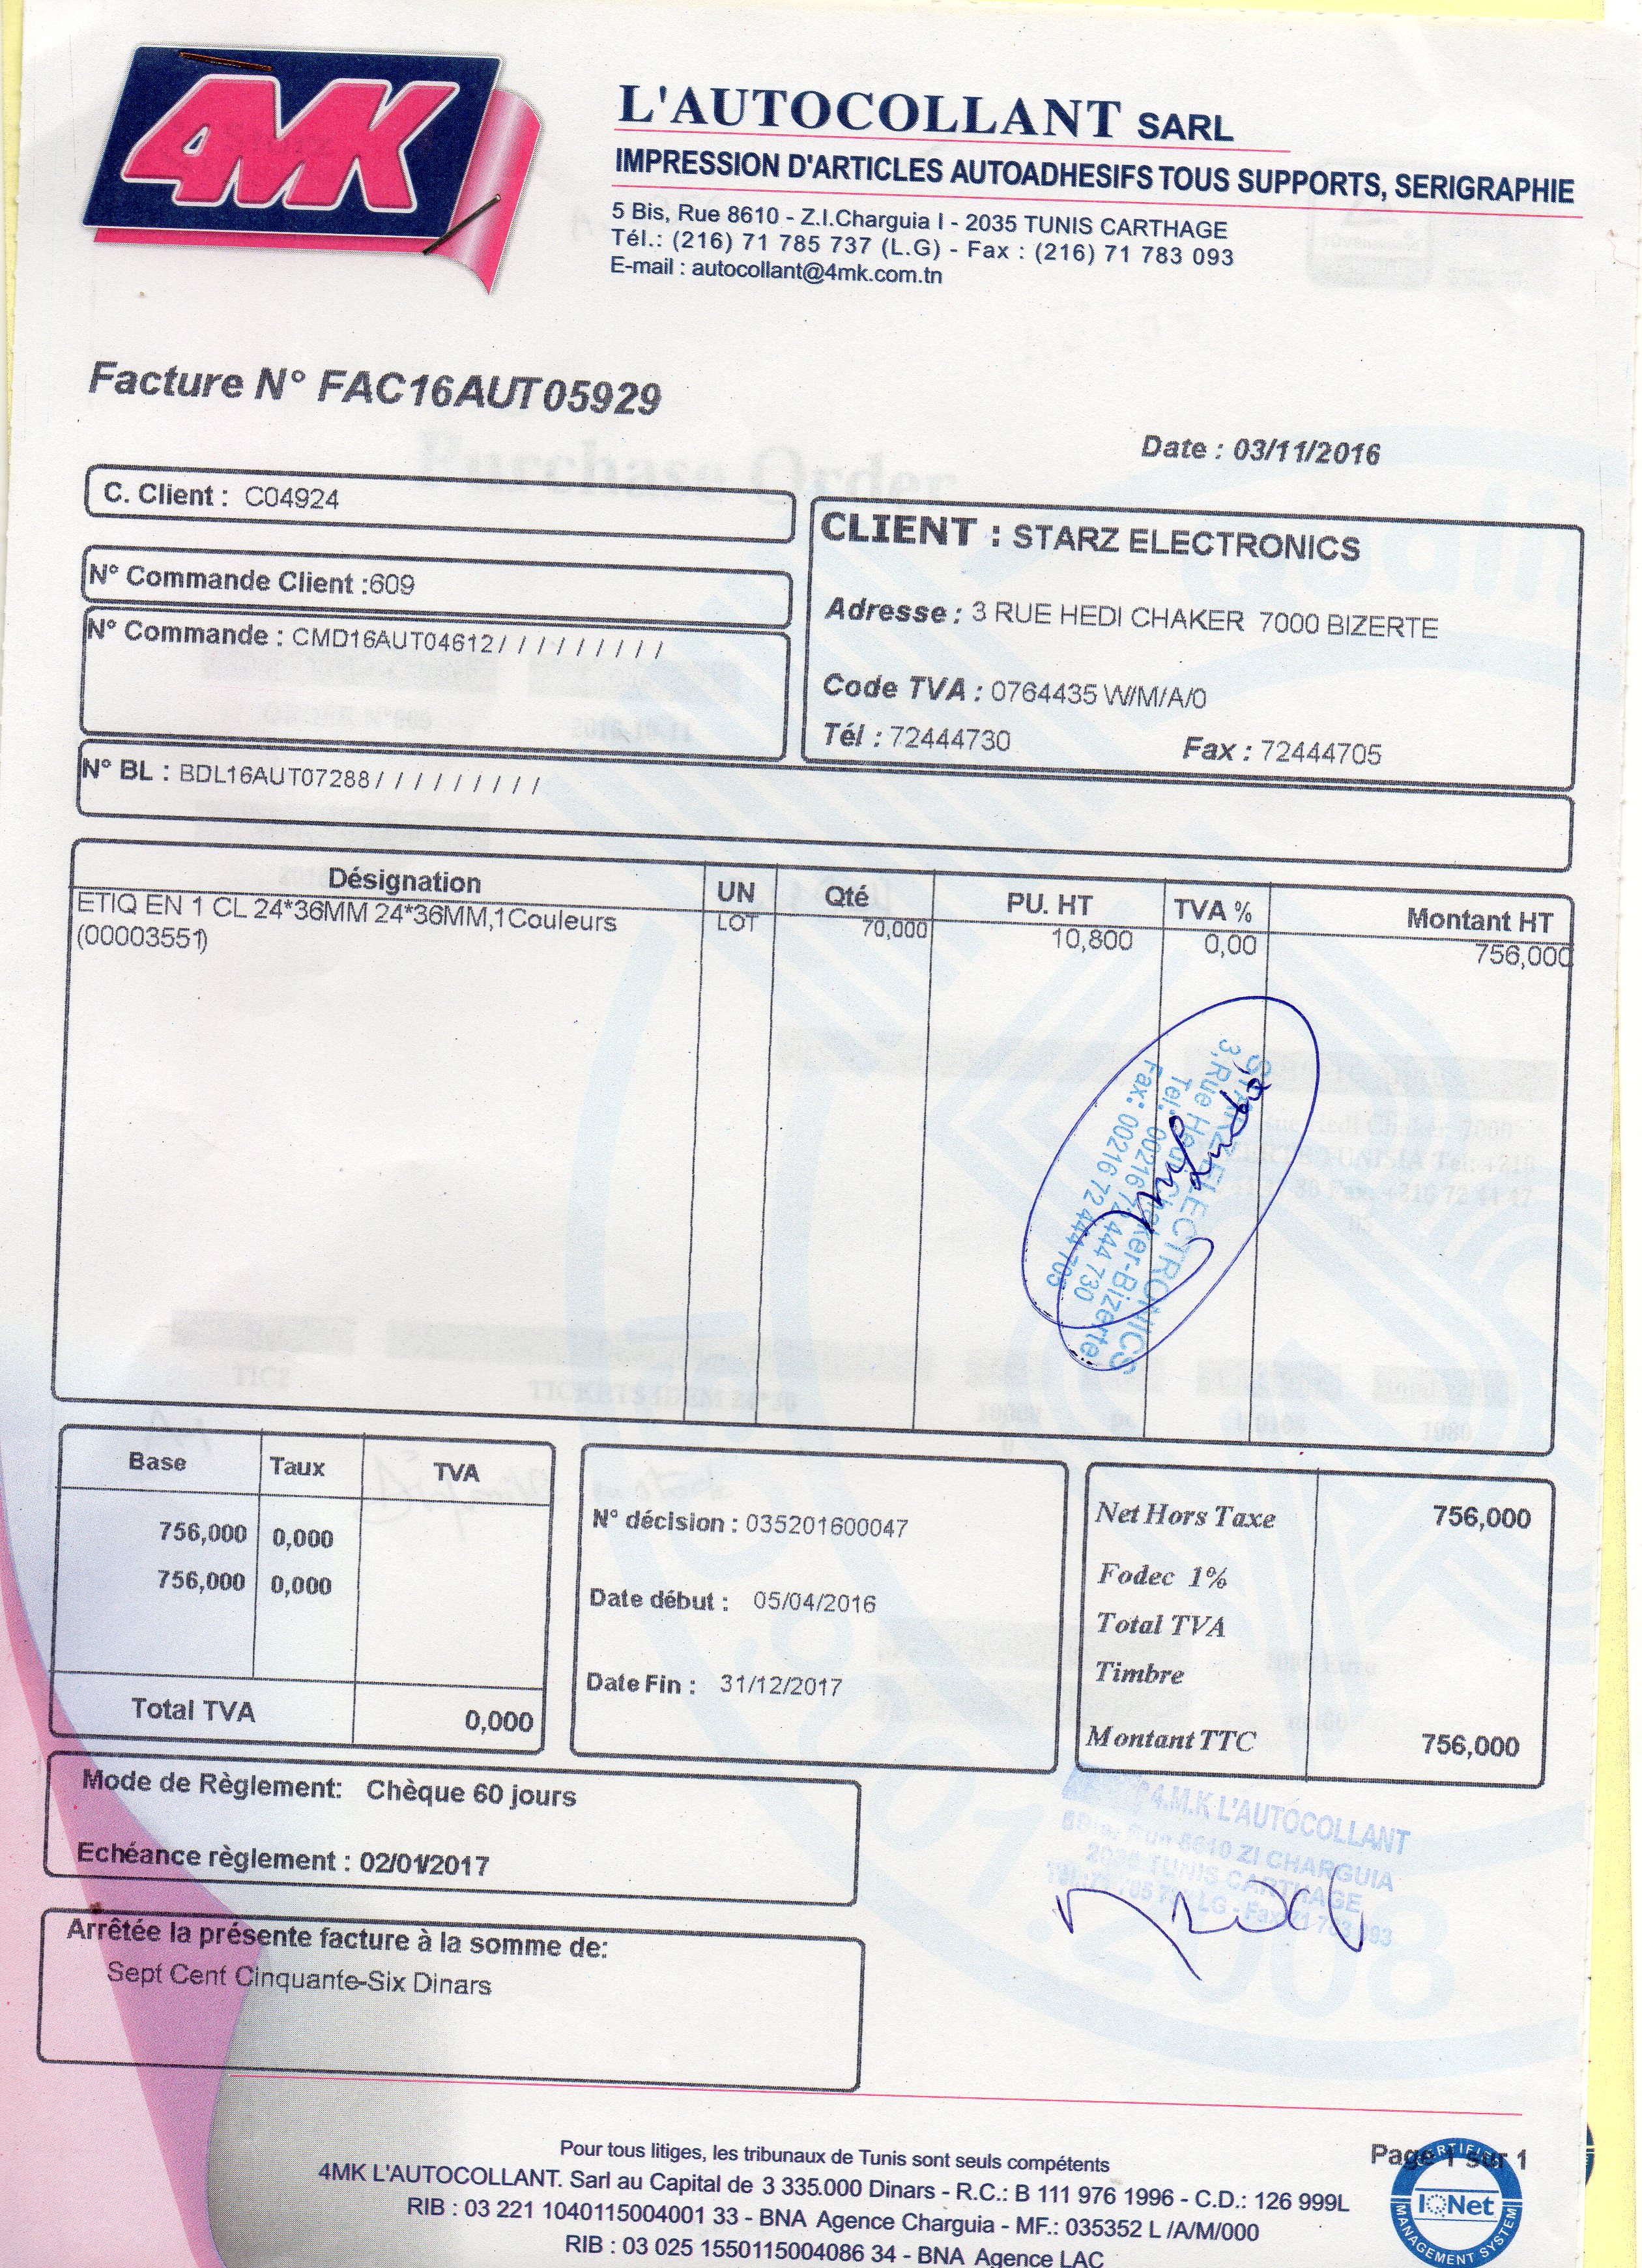 4MK
L'AUTOCOLLANT SARL
IMPRESSION D'ARTICLES AUTOADHESIFS TOUS SUPPORTS, SERIGRAPHIE
5 Bis, Rue 8610 - Z.I.Charguia I - 2035 TUNIS CARTHAGE
Tél.: (216) 71 785 737 (L.G) - Fax : (216) 71 783 093
E-mail : autocollant@4mk.com.tn
Facture N° FAC16AUT05929
Date : 03/11/2016
C. Client : C04924
N° Commande Client :609
N° Commande : CMD16AUT04612/ / / / / / / / /
N° BL : BDL16AUT07288/ / / / / / / / /
CLIENT : STARZ ELECTRONICS
Adresse : 3 RUE HEDI CHAKER 7000 BIZERTE
Code TVA : 0764435 W/M/A/0
Tél : 72444730 Fax : 72444705
Désignation UN Qté PU. HT TVA % Montant HT
ETIQ EN 1 CL 24*36MM 24*36MM,1Couleurs LOT 70,000 10,800 0,00 756,000
(00003551)
STARZ ELECTRONICS
3,Rue Hedi Chaker-Bizerte
Tel.: 00216 72 444 730
Fax: 00216 72 444 705
Base Taux TVA
756,000 0,000
756,000 0,000
Total TVA 0,000
N° décision : 035201600047
Date début : 05/04/2016
Date Fin : 31/12/2017
Net Hors Taxe 756,000
Fodec 1%
Total TVA
Timbre
Montant TTC 756,000
Mode de Règlement: Chèque 60 jours
Echéance règlement : 02/01/2017
4.M.K L'AUTOCOLLANT
5Bis, Rue 8610 ZI CHARGUIA
2035 TUNIS CARTHAGE
Tél:71 785 737 LG - Fax:71 783 093
Arrêtée la présente facture à la somme de:
Sept Cent Cinquante-Six Dinars
Pour tous litiges, les tribunaux de Tunis sont seuls compétents
Page 1 sur 1
4MK L'AUTOCOLLANT. Sarl au Capital de 3 335.000 Dinars - R.C.: B 111 976 1996 - C.D.: 126 999L
RIB : 03 221 1040115004001 33 - BNA Agence Charguia - MF.: 035352 L /A/M/000
RIB : 03 025 1550115004086 34 - BNA Agence LAC
CERTIFIED
IQNet
MANAGEMENT SYSTEM